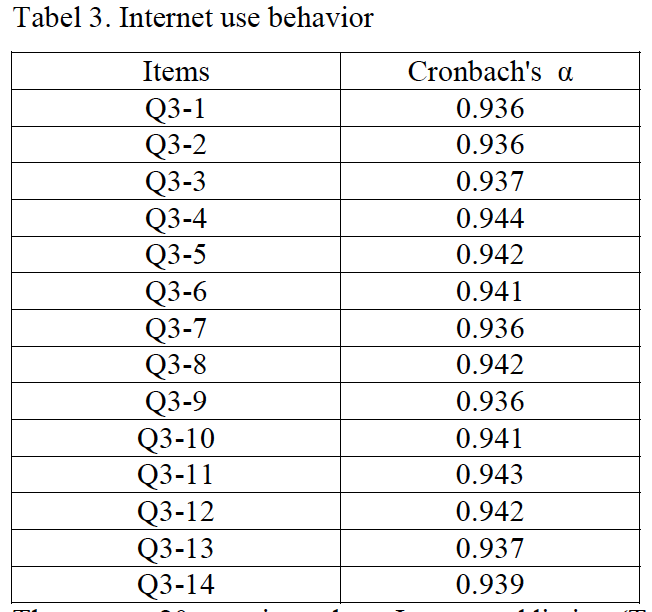 Tabel 3. Internet use behavior
Items Cronbach's α
Q3-1 0.936
Q3-2 0.936
Q3-3 0.937
Q3-4 0.944
Q3-5 0.942
Q3-6 0.941
Q3-7 0.936
Q3-8 0.942
Q3-9 0.936
Q3-10 0.941
Q3-11 0.943
Q3-12 0.942
Q3-13 0.937
Q3-14 0.939